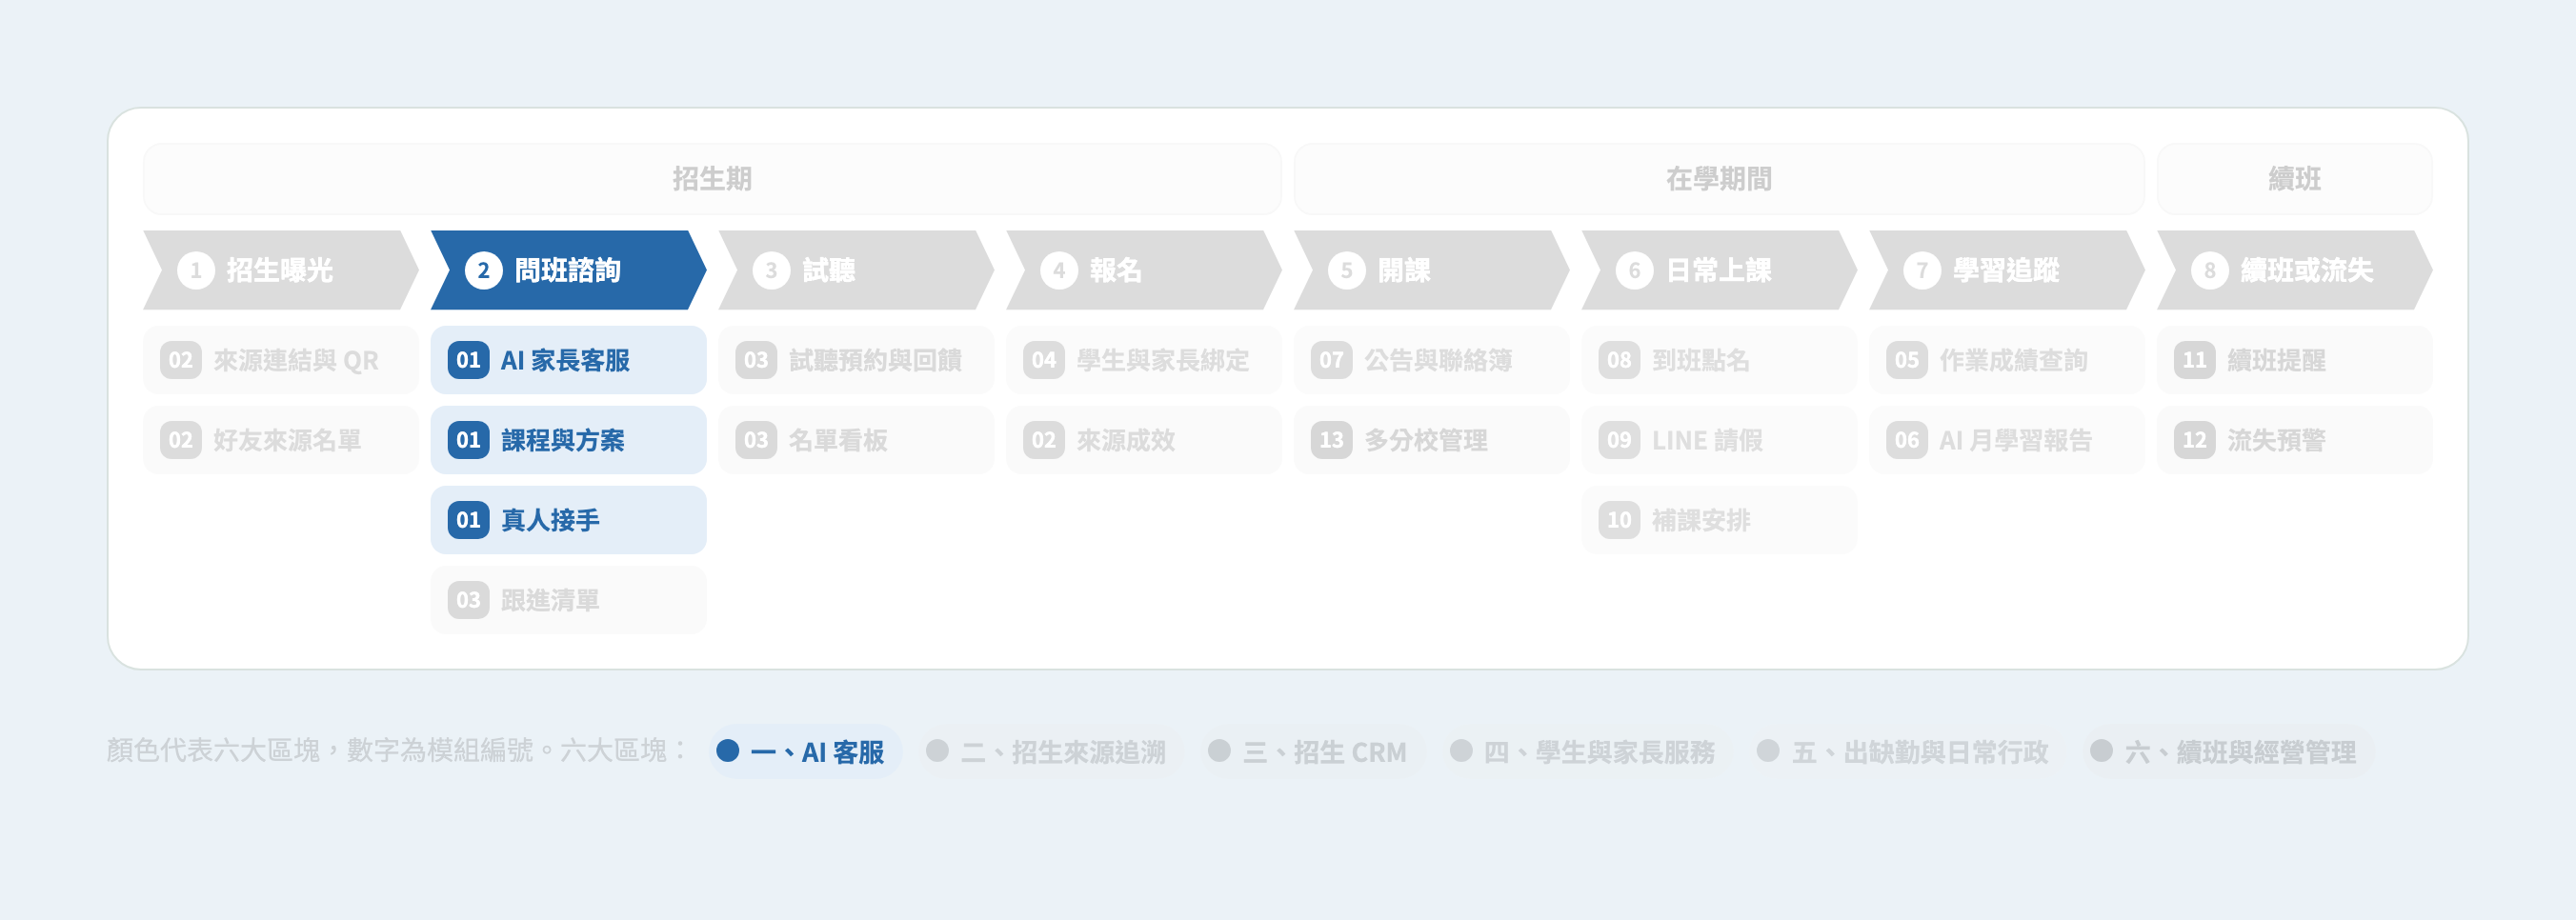 招生期
在學期間
續班
1 招生曝光
2 問班諮詢
3 試聽
4 報名
5 開課
6 日常上課
7 學習追蹤
8 續班或流失
02 來源連結與 QR
01 AI 家長客服
03 試聽預約與回饋
04 學生與家長綁定
07 公告與聯絡簿
08 到班點名
05 作業成績查詢
11 續班提醒
02 好友來源名單
01 課程與方案
03 名單看板
02 來源成效
13 多分校管理
09 LINE 請假
06 AI 月學習報告
12 流失預警
01 真人接手
10 補課安排
03 跟進清單
顏色代表六大區塊，數字為模組編號。六大區塊： 一、AI 客服 二、招生來源追溯 三、招生 CRM 四、學生與家長服務 五、出缺勤與日常行政 六、續班與經營管理